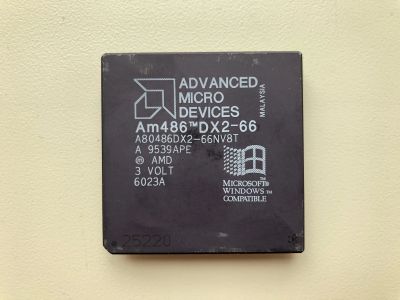 ADVANCED
MICRO
DEVICES
MALAYSIA
Am486™DX2-66
A80486DX2-66NV8T
A 9539APE
© AMD
3 VOLT
6023A
MICROSOFT®
WINDOWS™
COMPATIBLE
25220